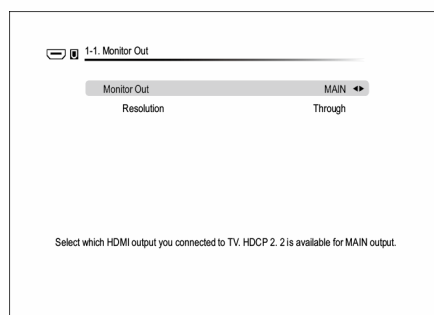 1-1. Monitor Out
Monitor Out MAIN
Resolution Through
Select which HDMI output you connected to TV. HDCP 2. 2 is available for MAIN output.